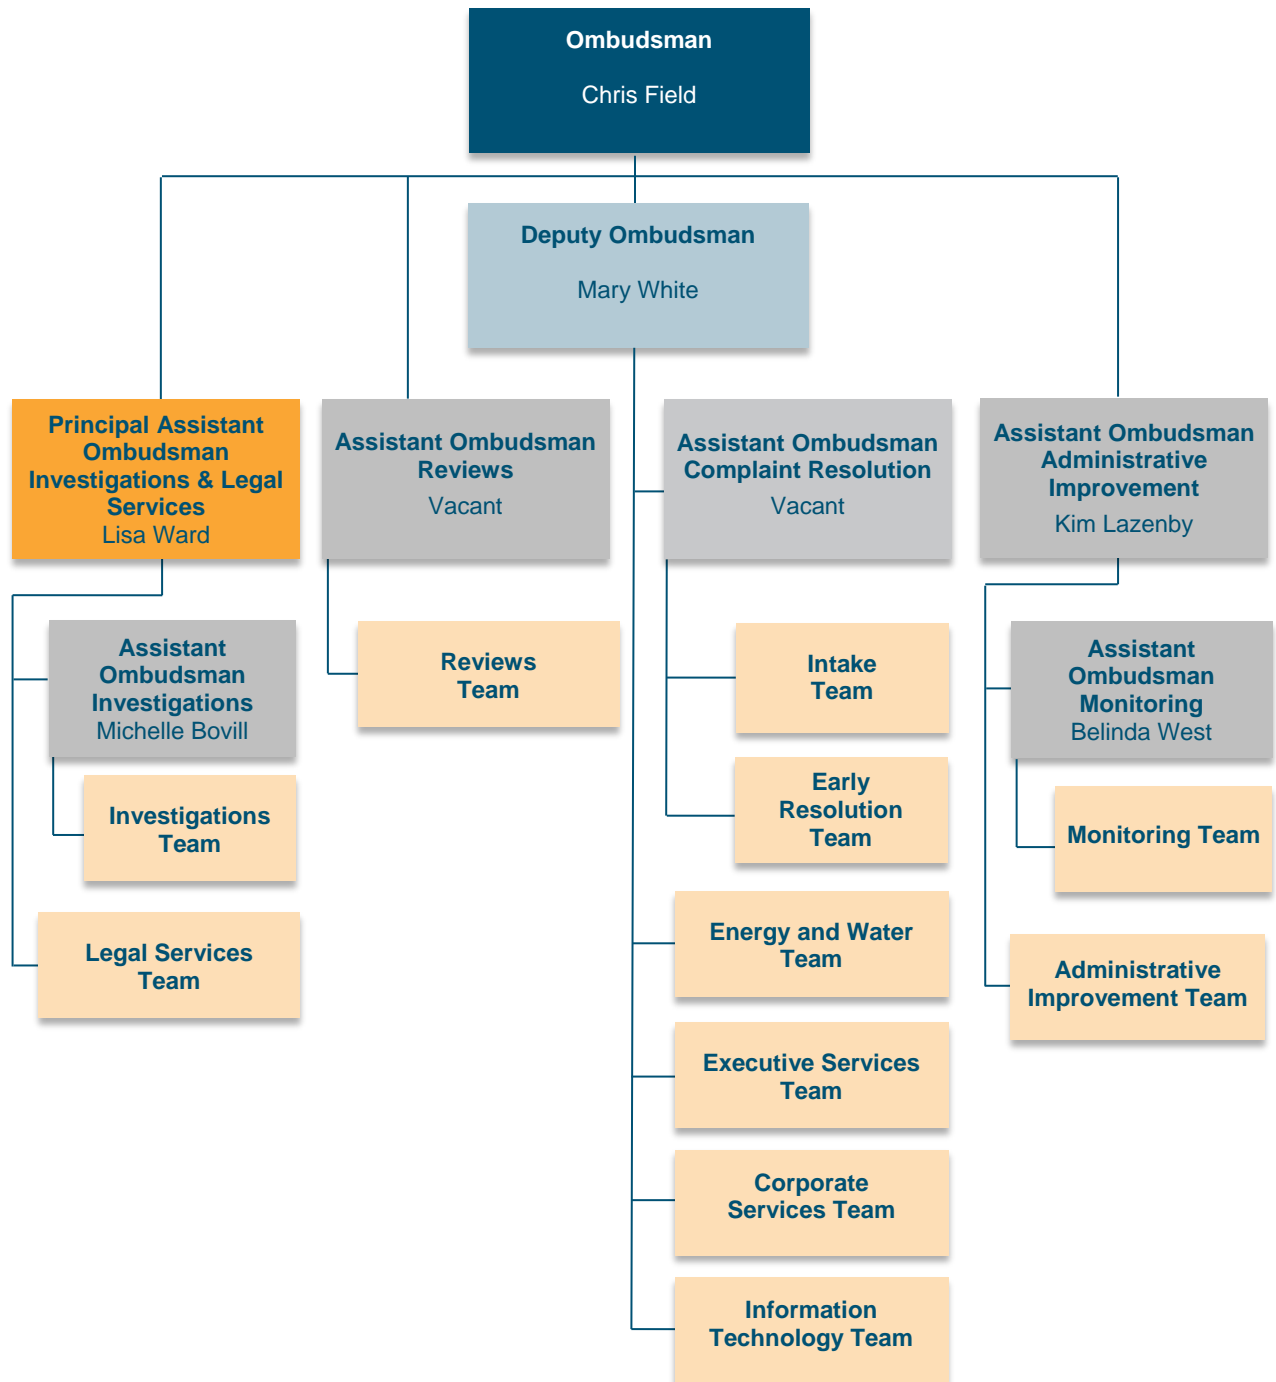 Ombudsman
Chris Field
Deputy Ombudsman
Mary White
Principal Assistant
Ombudsman
Investigations & Legal
Services
Lisa Ward
Assistant Ombudsman
Reviews
Vacant
Assistant Ombudsman
Complaint Resolution
Vacant
Assistant Ombudsman
Administrative
Improvement
Kim Lazenby
Assistant
Ombudsman
Investigations
Michelle Bovill
Reviews
Team
Intake
Team
Assistant
Ombudsman
Monitoring
Belinda West
Investigations
Team
Early
Resolution
Team
Monitoring Team
Legal Services
Team
Energy and Water
Team
Administrative
Improvement Team
Executive Services
Team
Corporate
Services Team
Information
Technology Team